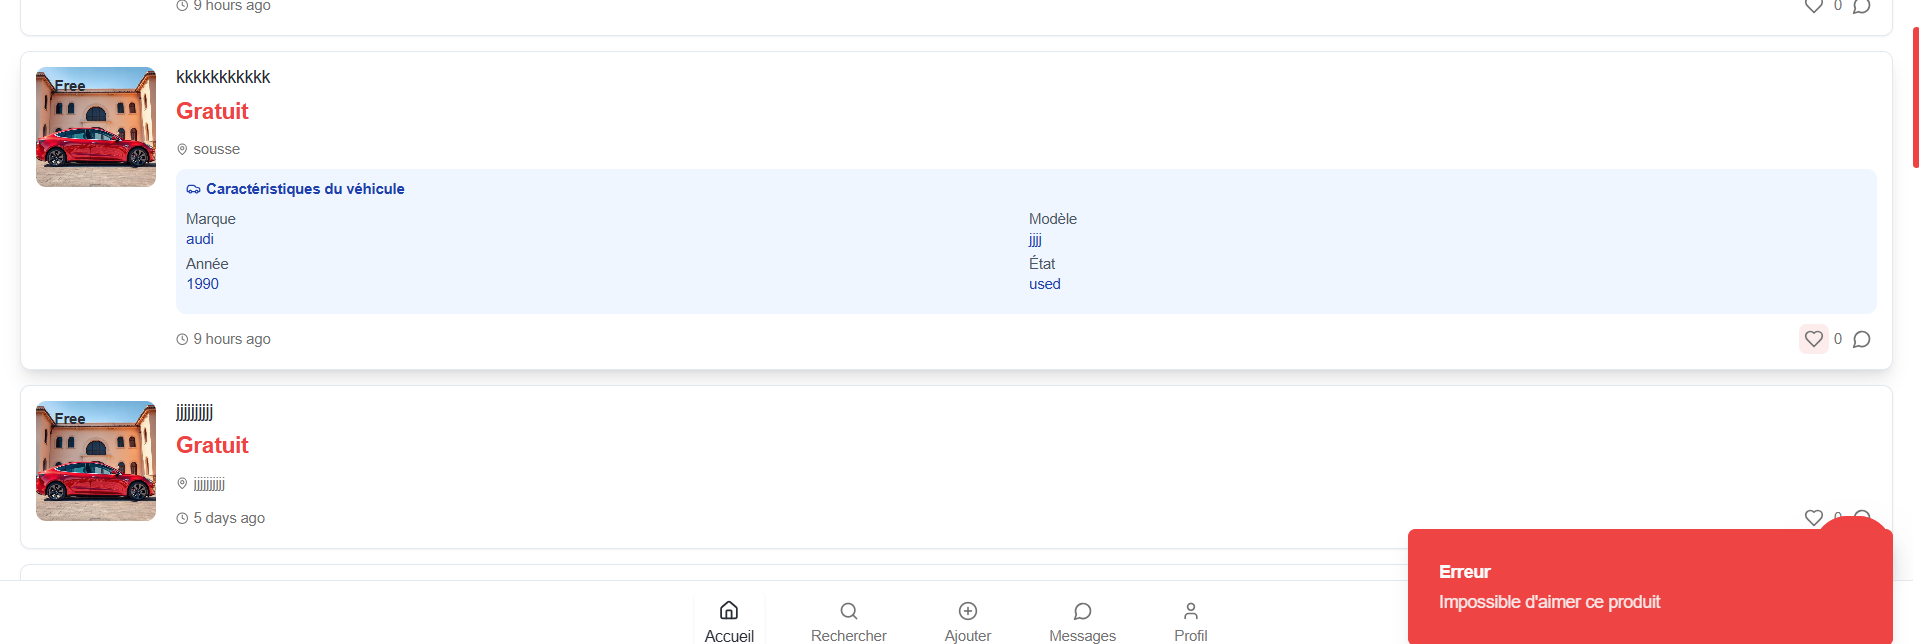 9 hours ago
0
Free
kkkkkkkkkkk
Gratuit
sousse
Caractéristiques du véhicule
Marque
Modèle
audi
jjjj
Année
État
1990
used
9 hours ago
0
Free
jjjjjjjjjj
Gratuit
jjjjjjjjjj
5 days ago
0
Erreur
Impossible d'aimer ce produit
Accueil
Rechercher
Ajouter
Messages
Profil